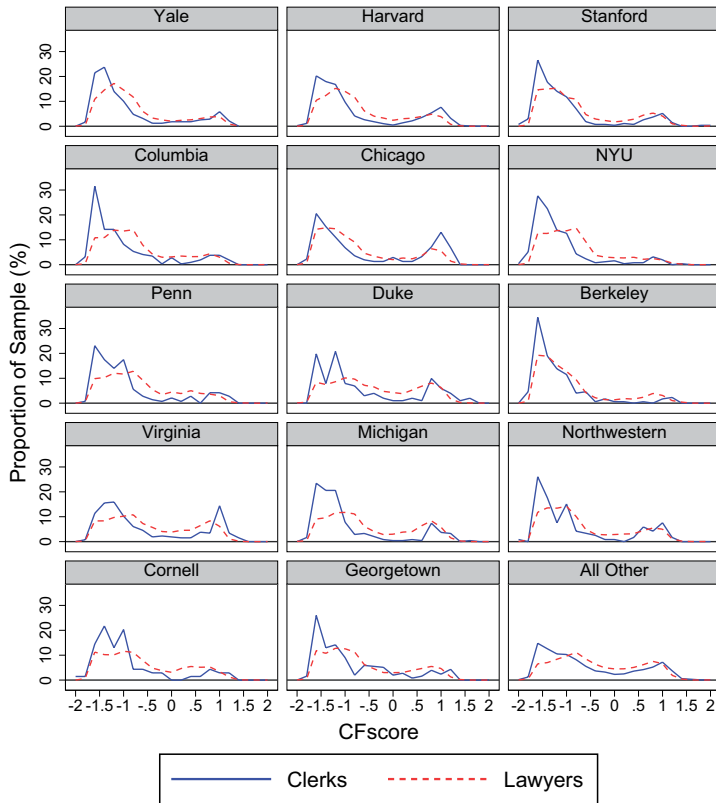 Yale Harvard Stanford
0 10 20 30
Columbia Chicago NYU
0 10 20 30
Penn Duke Berkeley
0 10 20 30
Virginia Michigan Northwestern
0 10 20 30
Cornell Georgetown All Other
0 10 20 30
-2 -1.5 -1 -.5 0 .5 1 1.5 2 -2 -1.5 -1 -.5 0 .5 1 1.5 2 -2 -1.5 -1 -.5 0 .5 1 1.5 2
Proportion of Sample (%)
CFscore
Clerks Lawyers